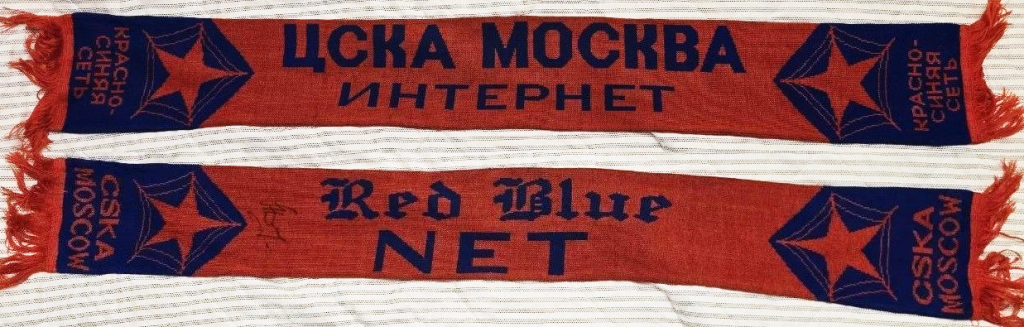 КРАСНО-
СИНЯЯ
СЕТЬ
ЦСКА МОСКВА
ИНТЕРНЕТ
КРАСНО-
СИНЯЯ
СЕТЬ
CSKA
MOSCOW
Red Blue
NET
CSKA
MOSCOW